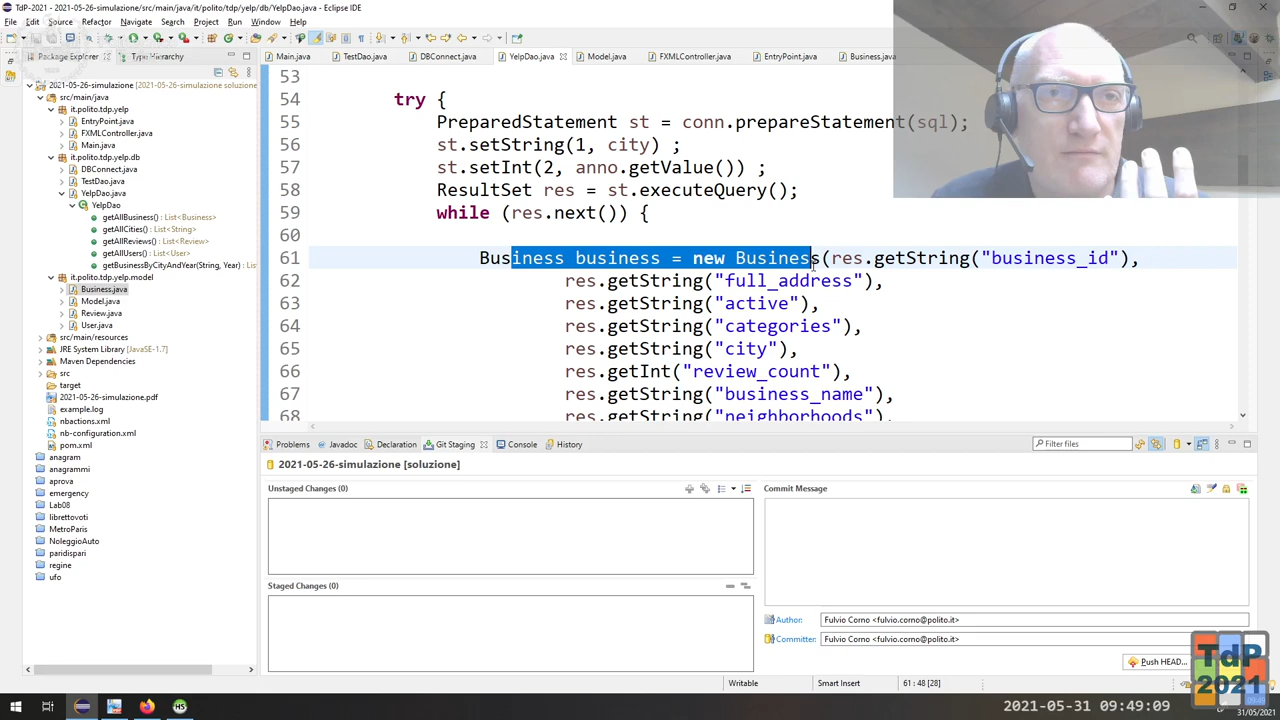 TdP-2021 - 2021-05-26-simulazione/src/main/java/it/polito/tdp/yelp/db/YelpDao.java - Eclipse IDE
File Edit Source Refactor Navigate Search Project Run Window Help
Package Explorer Type Hierarchy
Main.java TestDao.java DBConnect.java YelpDao.java Model.java FXMLController.java EntryPoint.java Business.java
2021-05-26-simulazione [2021-05-26-simulazione soluzione
src/main/java
it.polito.tdp.yelp
EntryPoint.java
FXMLController.java
Main.java
it.polito.tdp.yelp.db
DBConnect.java
TestDao.java
YelpDao.java
YelpDao
getAllBusiness() : List<Business>
getAllCities() : List<String>
getAllReviews() : List<Review>
getAllUsers() : List<User>
getBusinessByCityAndYear(String, Year) : List<Business>
it.polito.tdp.yelp.model
Business.java
Model.java
Review.java
User.java
src/main/resources
JRE System Library [JavaSE-1.7]
Maven Dependencies
src
target
2021-05-26-simulazione.pdf
example.log
nbactions.xml
nb-configuration.xml
pom.xml
anagram
anagrammi
aprova
emergency
Lab08
librettovoti
MetroParis
NoleggioAuto
paridispari
regine
ufo
53
54 try {
55 PreparedStatement st = conn.prepareStatement(sql);
56 st.setString(1, city) ;
57 st.setInt(2, anno.getValue()) ;
58 ResultSet res = st.executeQuery();
59 while (res.next()) {
60
61 Business business = new Business(res.getString("business_id"),
62 res.getString("full_address"),
63 res.getString("active"),
64 res.getString("categories"),
65 res.getString("city"),
66 res.getInt("review_count"),
67 res.getString("business_name"),
68 res.getString("neighborhoods"),
Problems Javadoc Declaration Git Staging Console History
Filter files
2021-05-26-simulazione [soluzione]
Unstaged Changes (0)
Staged Changes (0)
Commit Message
Author: Fulvio Corno <fulvio.corno@polito.it>
Committer: Fulvio Corno <fulvio.corno@polito.it>
Push HEAD...
TdP
2021
Writable Smart Insert 61 : 48 [28]
2021-05-31 09:49:09
31/05/2021